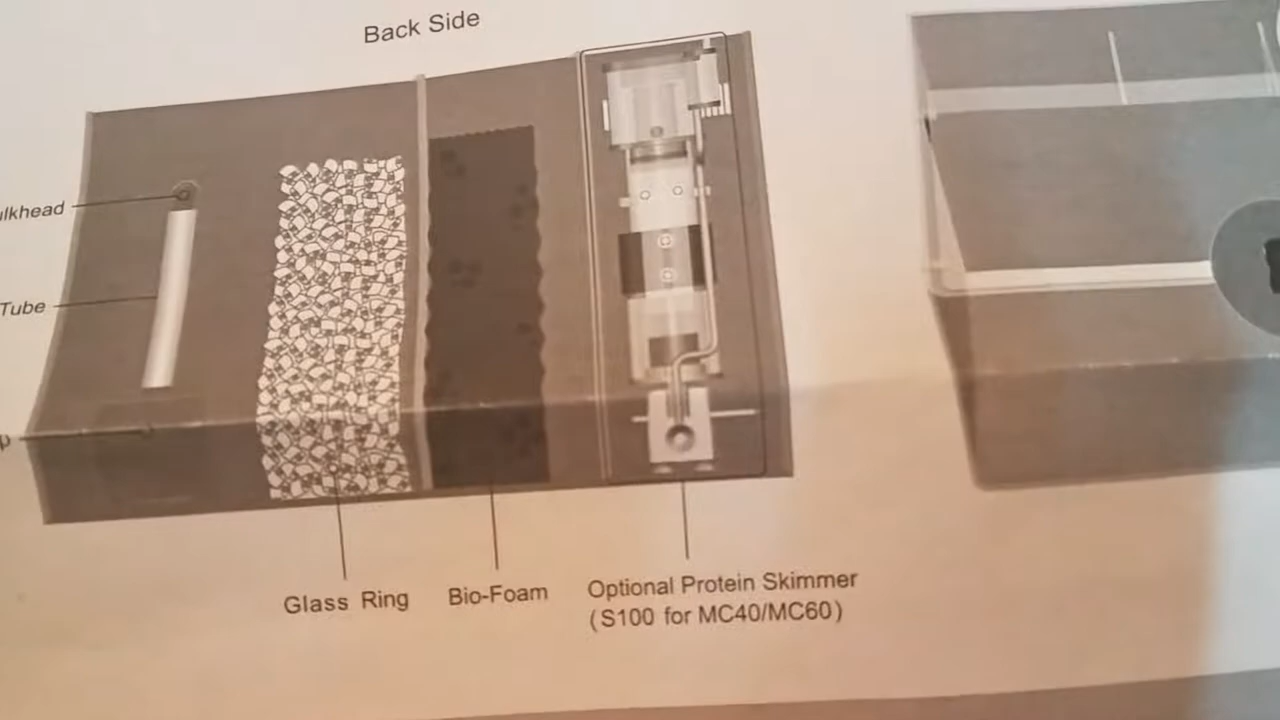 Back Side
ulkhead
Tube
p
Glass Ring
Bio-Foam
Optional Protein Skimmer
(S100 for MC40/MC60)